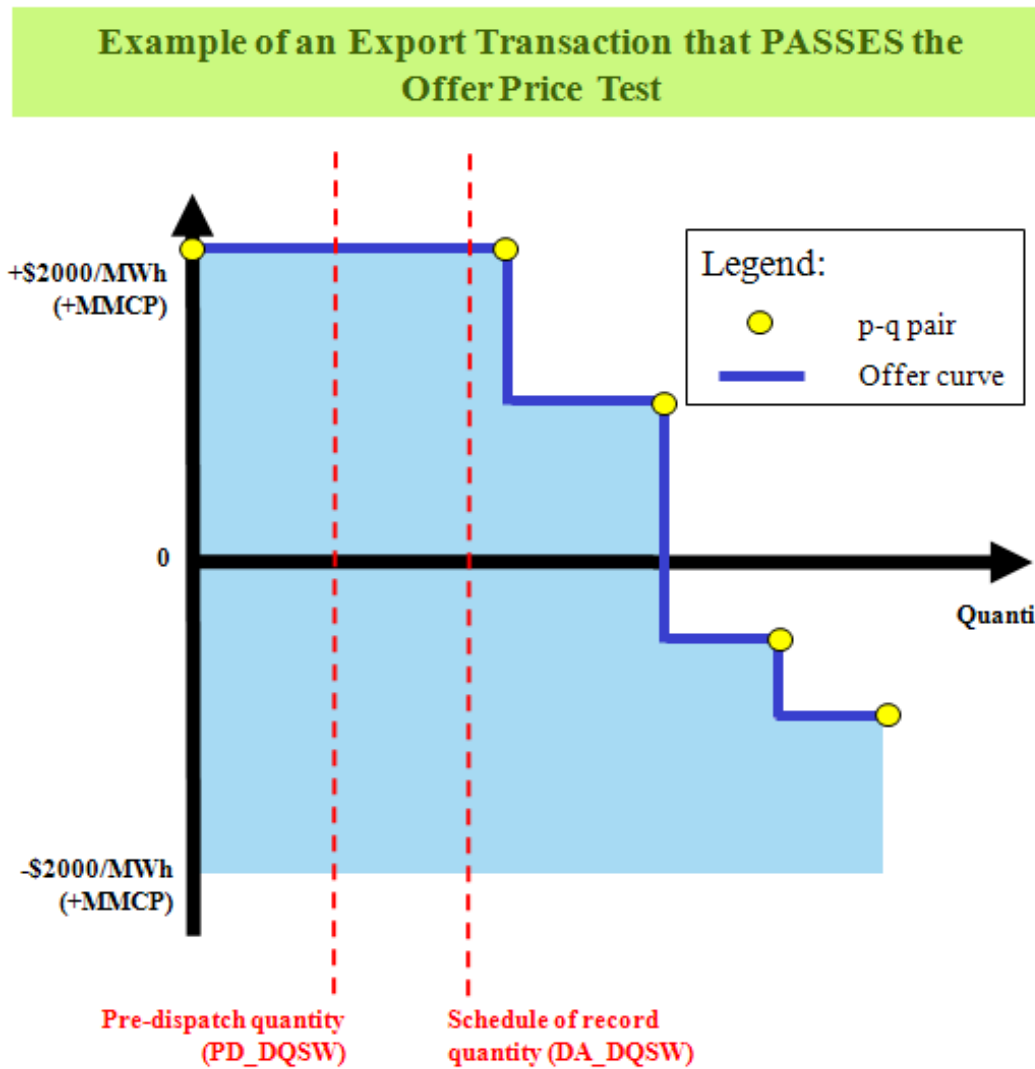 Example of an Export Transaction that PASSES the
Offer Price Test
+$2000/MWh
(+MMCP)
Legend:
p-q pair
Offer curve
0
Quanti
-$2000/MWh
(+MMCP)
Pre-dispatch quantity
(PD_DQSW)
Schedule of record
quantity (DA_DQSW)